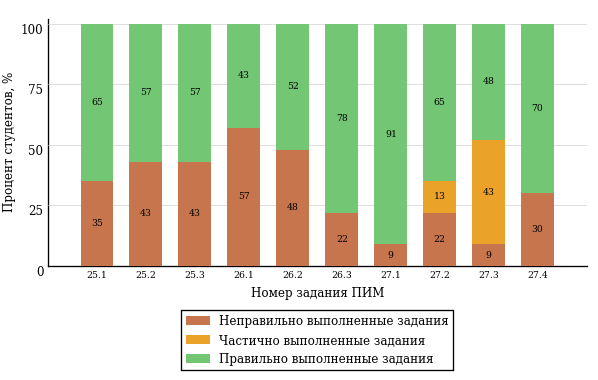 Процент студентов, %
100
75
50
25
0
65 57 57 43 52 78 91 65 48 70
13 43
35 43 43 57 48 22 9 22 9 30
25.1 25.2 25.3 26.1 26.2 26.3 27.1 27.2 27.3 27.4
Номер задания ПИМ
Неправильно выполненные задания
Частично выполненные задания
Правильно выполненные задания